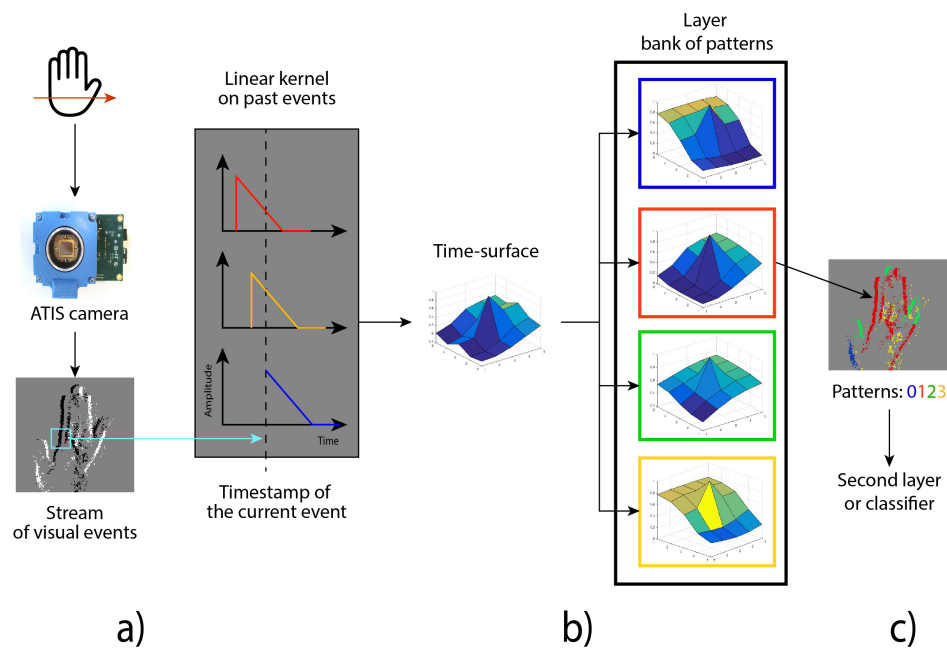 Layer
bank of patterns
Linear kernel
on past events
Amplitude
Time
ATIS camera
Time-surface
Patterns: 0123
Timestamp of
the current event
Stream
of visual events
Second layer
or classifier
a)
b)
c)